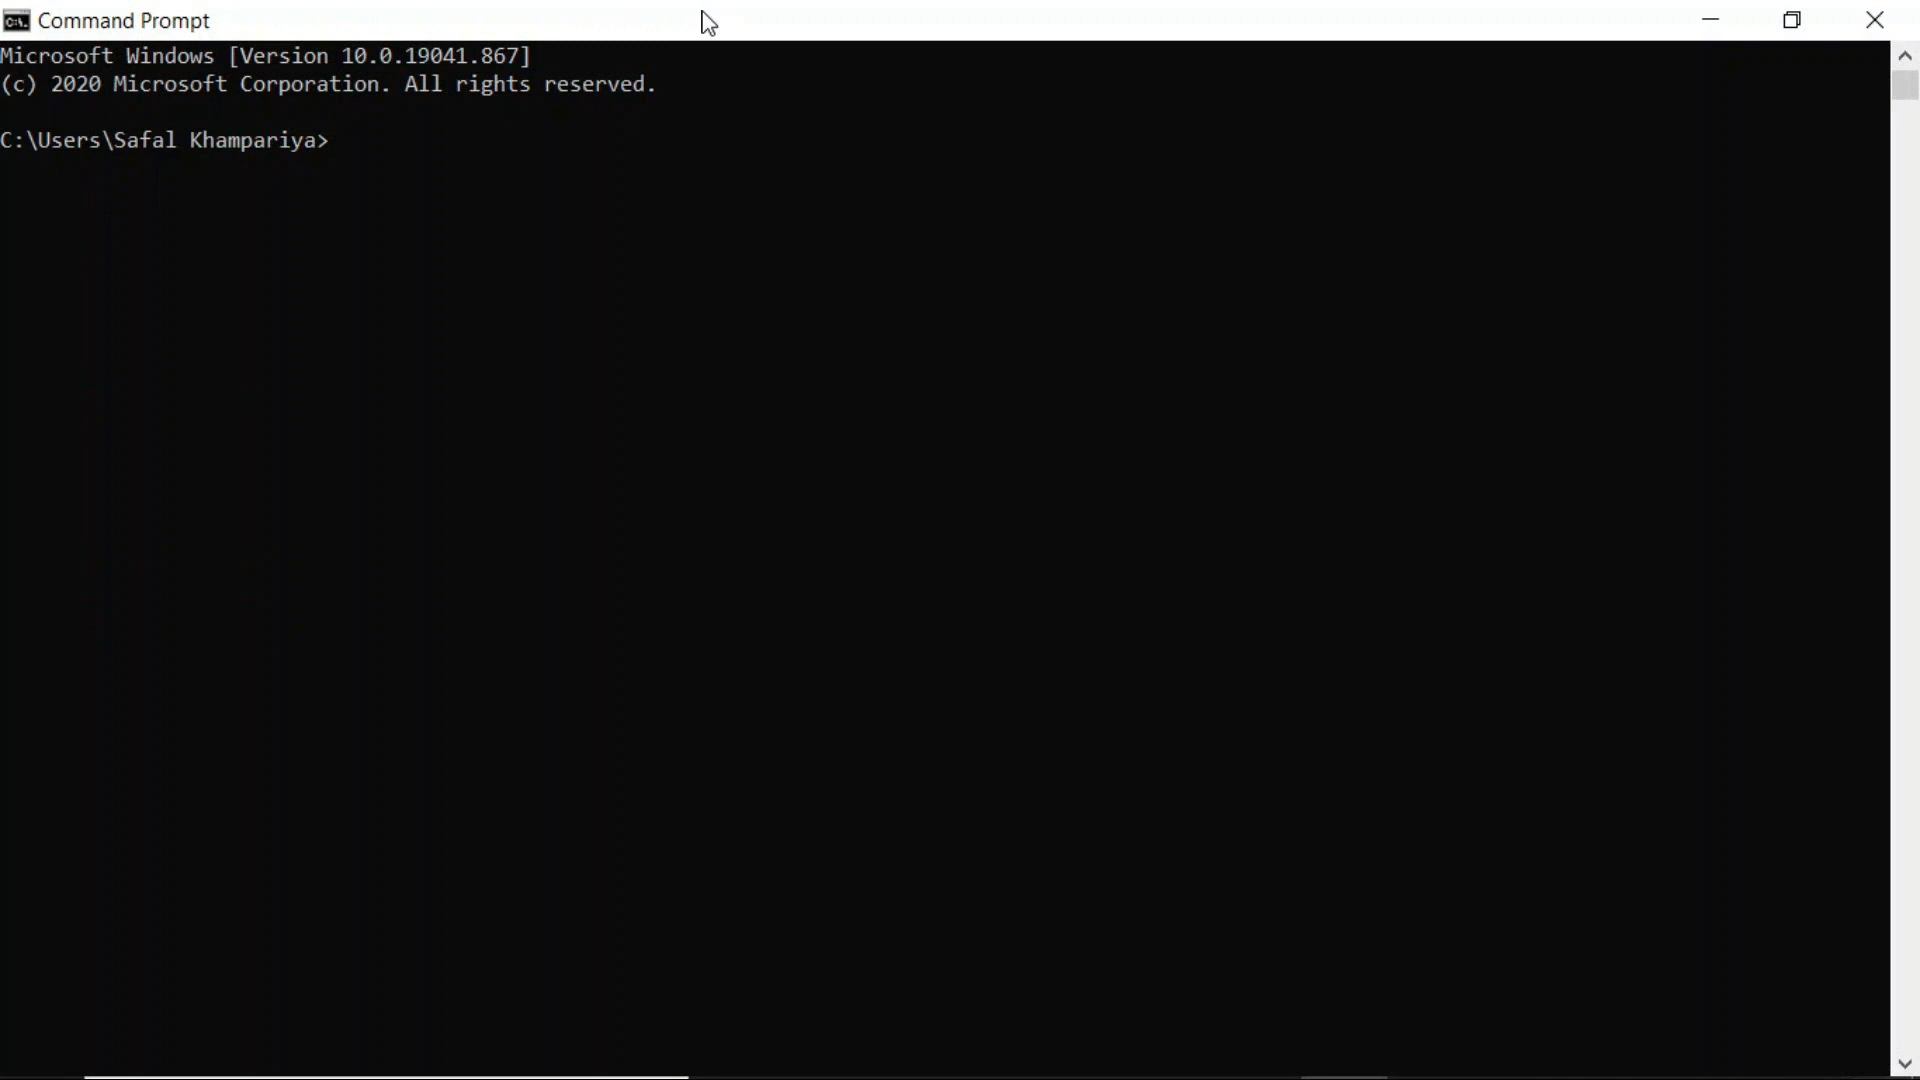 Command Prompt
Microsoft Windows [Version 10.0.19041.867]
(c) 2020 Microsoft Corporation. All rights reserved.
C:\Users\Safal Khampariya>